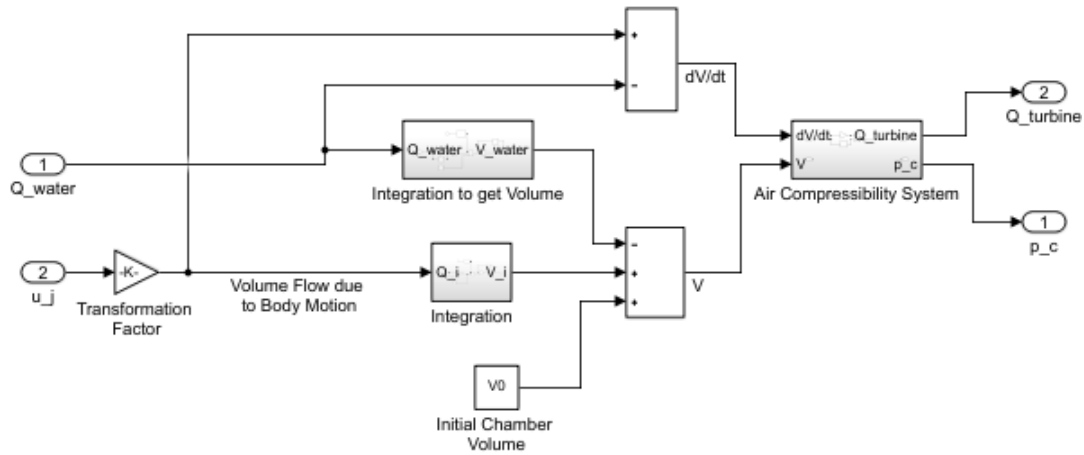 +
-
dV/dt
2
Q_turbine
dV/dt Q_turbine
V p_c
Air Compressibility System
1
Q_water
Q_water V_water
Integration to get Volume
1
p_c
2
u_j
-K-
Transformation
Factor
Volume Flow due
to Body Motion
Q_i V_i
Integration
-
+
+
V
V0
Initial Chamber
Volume